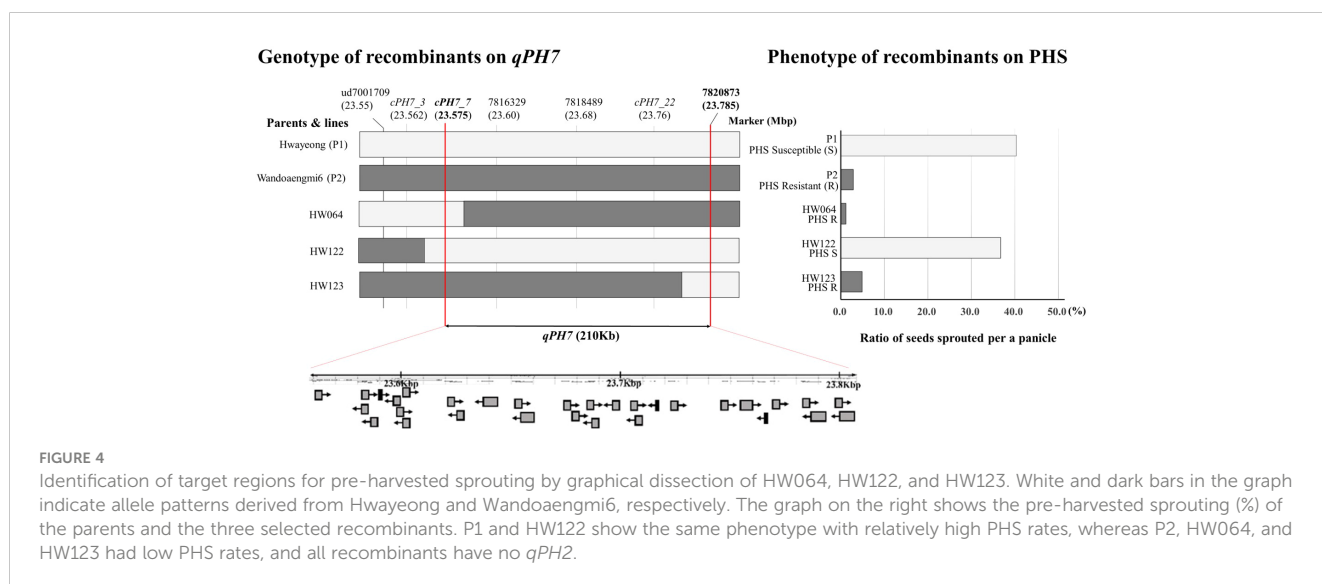 Genotype of recombinants on qPH7
Phenotype of recombinants on PHS
ud7001709 cPH7_3 cPH7_7 7816329 7818489 cPH7_22 7820873
(23.55) (23.562) (23.575) (23.60) (23.68) (23.76) (23.785)
Parents & lines
Marker (Mbp)
Hwayeong (P1)
Wandoaengmi6 (P2)
HW064
HW122
HW123
qPH7 (210Kb)
23.6Kbp 23.7Kbp 23.8Kbp
P1
PHS Susceptible (S)
P2
PHS Resistant (R)
HW064
PHS R
HW122
PHS S
HW123
PHS R
0.0 10.0 20.0 30.0 40.0 50.0 (%)
Ratio of seeds sprouted per a panicle
FIGURE 4
Identification of target regions for pre-harvested sprouting by graphical dissection of HW064, HW122, and HW123. White and dark bars in the graph
indicate allele patterns derived from Hwayeong and Wandoaengmi6, respectively. The graph on the right shows the pre-harvested sprouting (%) of
the parents and the three selected recombinants. P1 and HW122 show the same phenotype with relatively high PHS rates, whereas P2, HW064, and
HW123 had low PHS rates, and all recombinants have no qPH2.